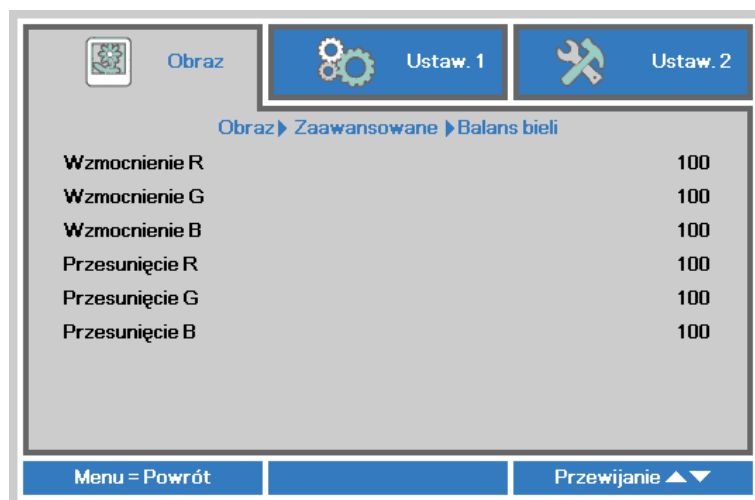 Obraz Ustaw. 1 Ustaw. 2
Obraz Zaawansowane Balans bieli
Wzmocnienie R 100
Wzmocnienie G 100
Wzmocnienie B 100
Przesunięcie R 100
Przesunięcie G 100
Przesunięcie B 100
Menu = Powrót Przewijanie